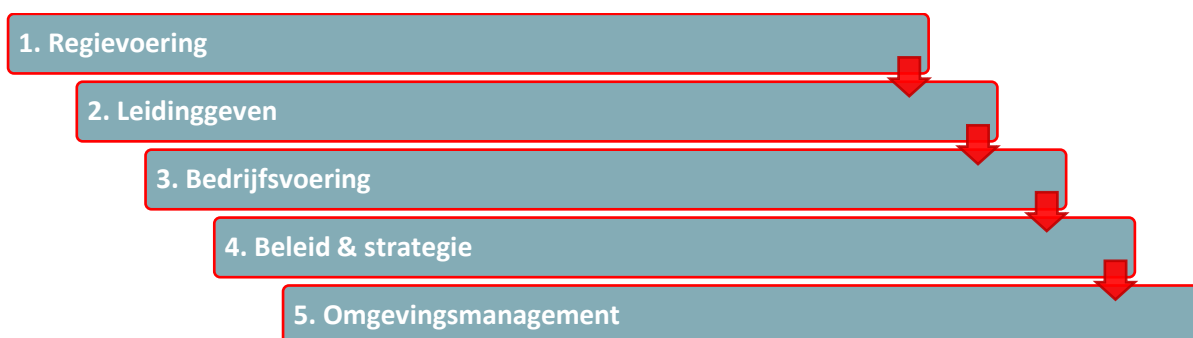 1. Regievoering
2. Leidinggeven
3. Bedrijfsvoering
4. Beleid & strategie
5. Omgevingsmanagement